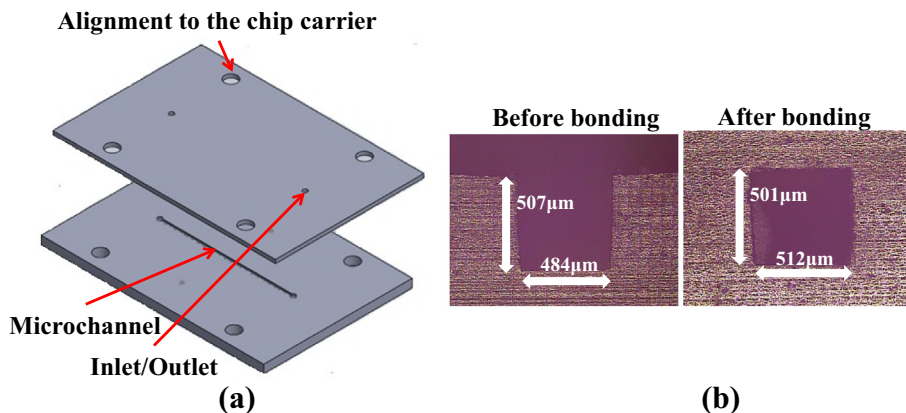 Alignment to the chip carrier
Microchannel
Inlet/Outlet
(a)
Before bonding
After bonding
507μm
484μm
501μm
512μm
(b)